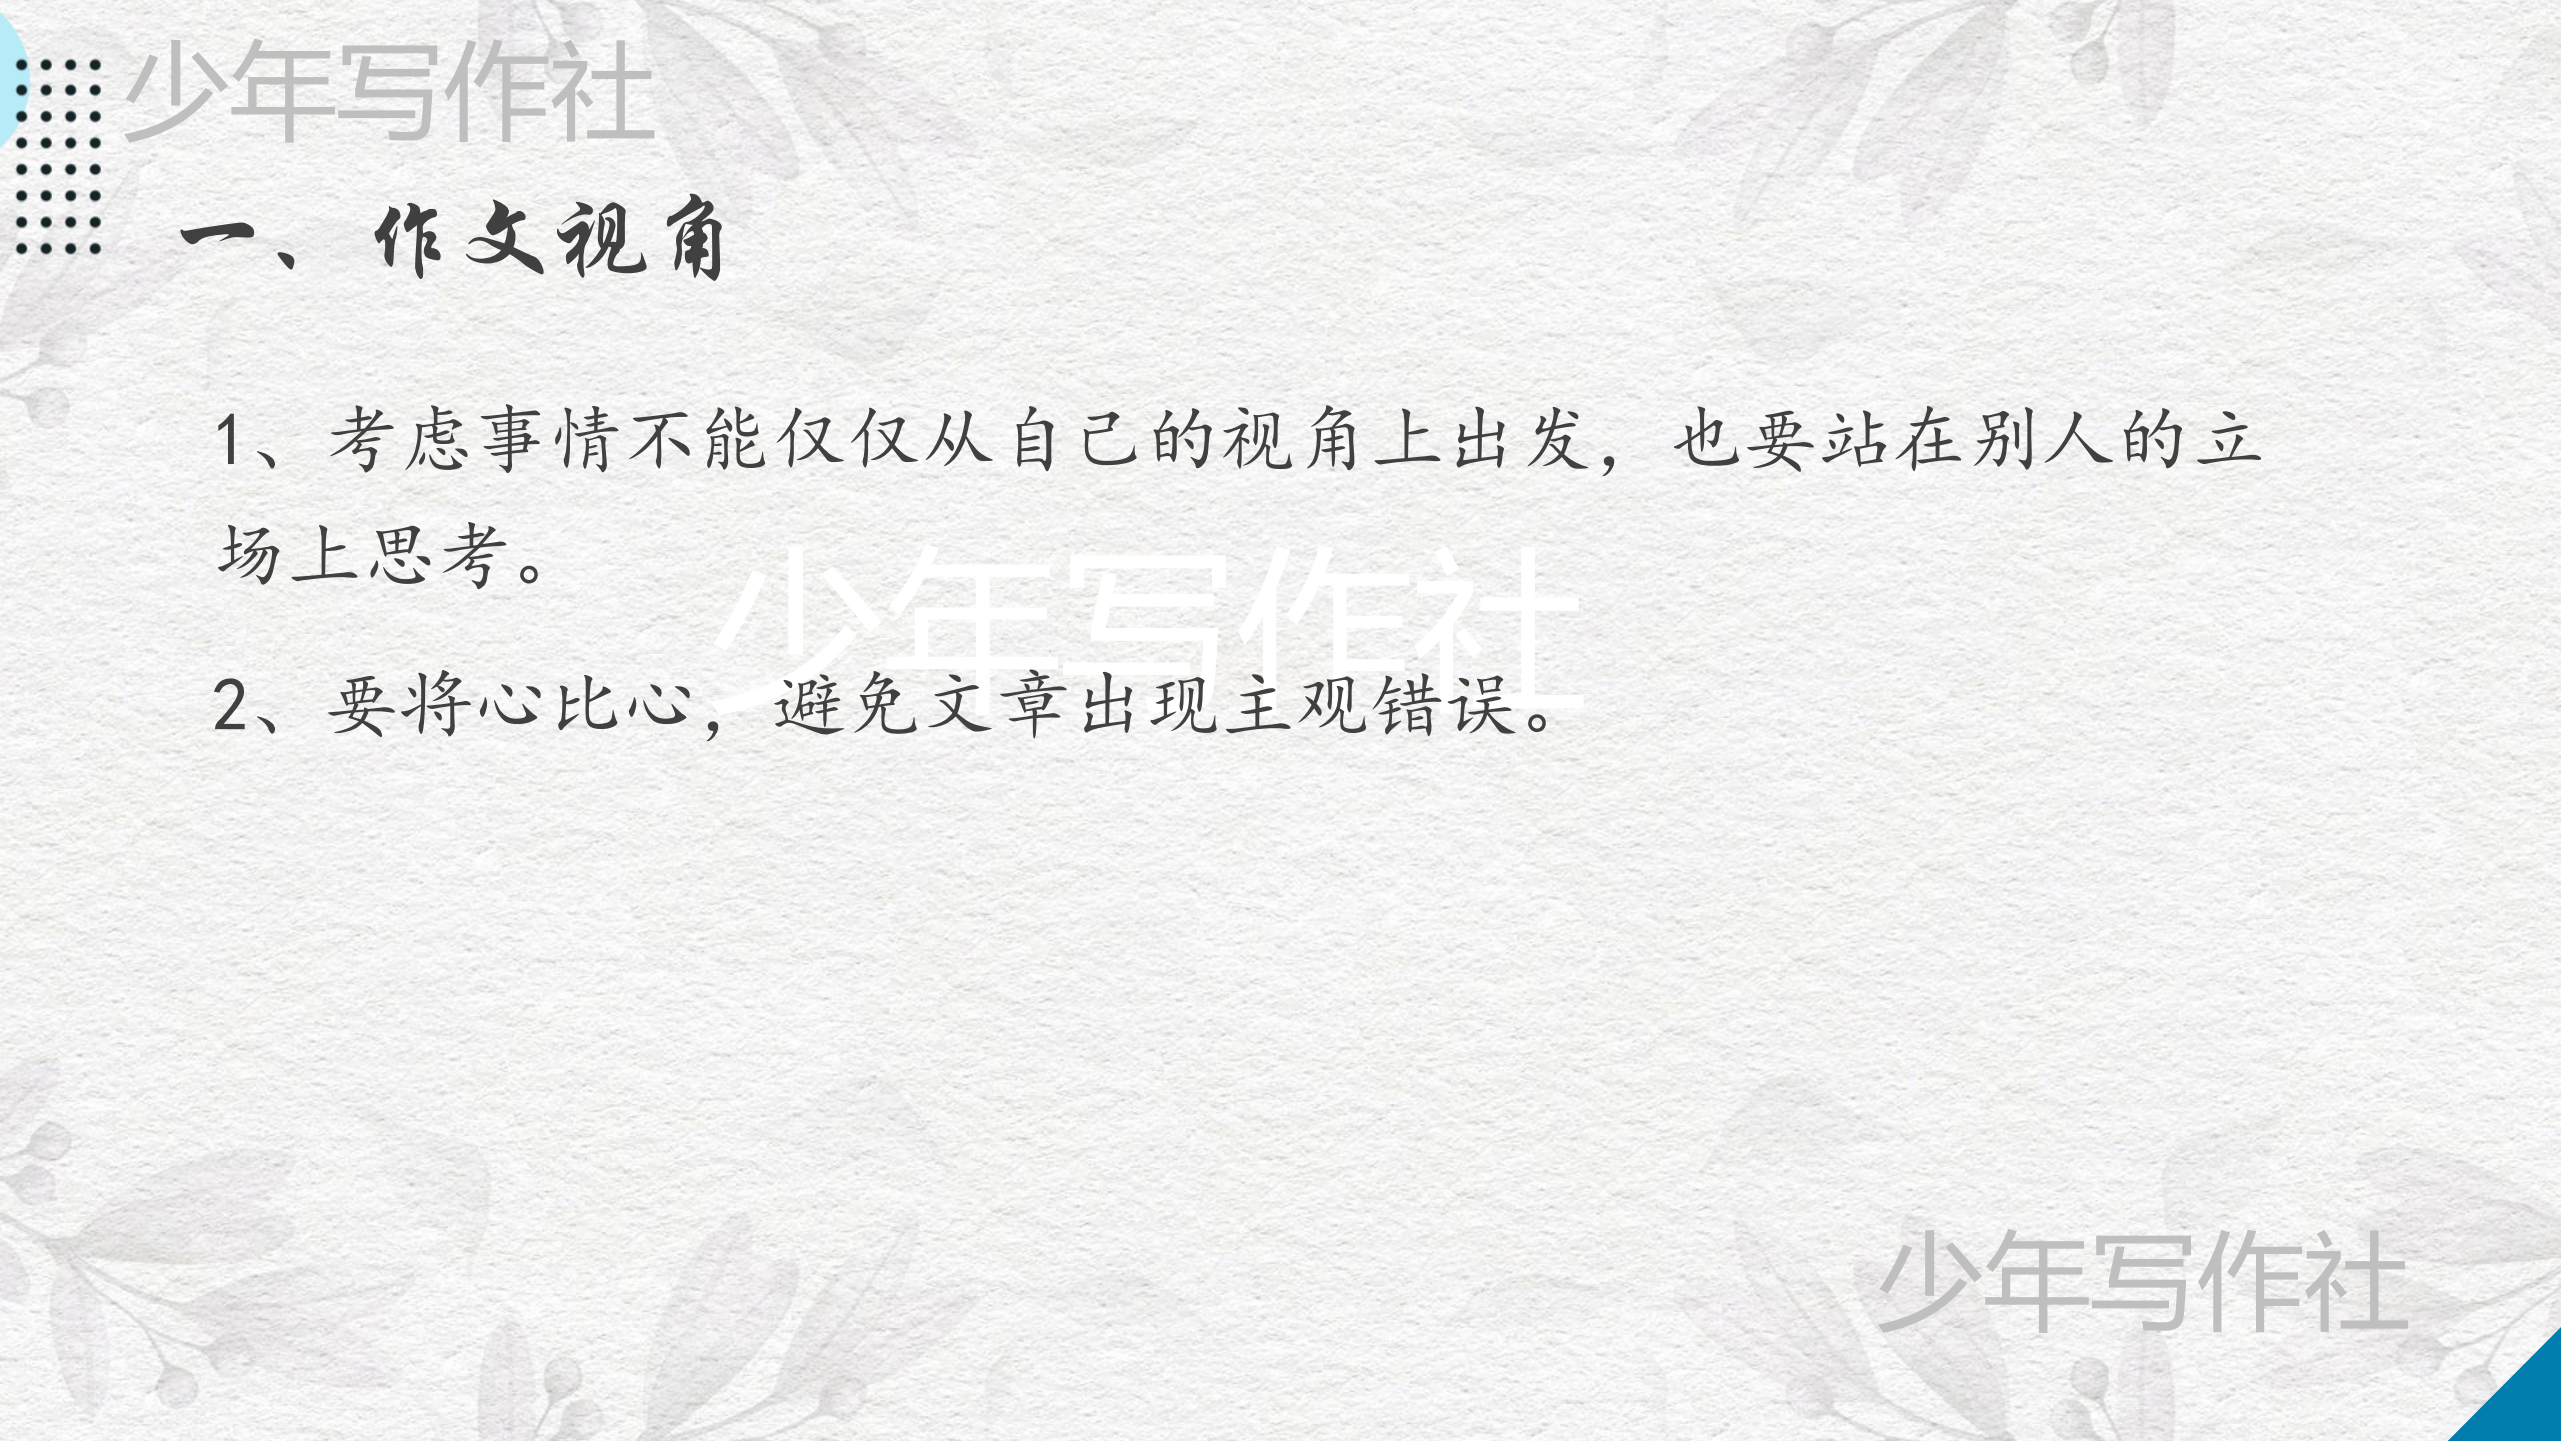 少年写作社
一、作文视角
1、考虑事情不能仅仅从自己的视角上出发，也要站在别人的立
场上思考。
少年写作社
2、要将心比心，避免文章出现主观错误。
少年写作社